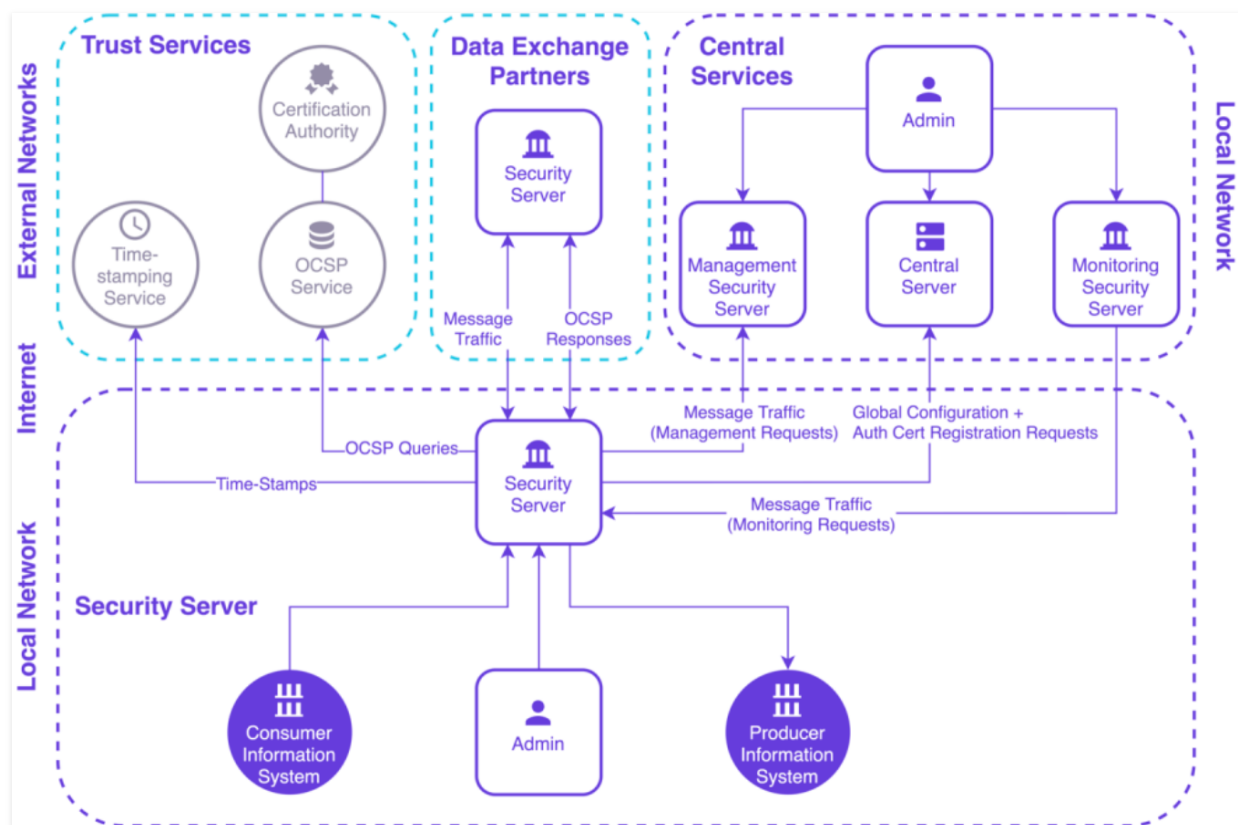 Trust Services
Data Exchange
Partners
Central
Services
External Networks
Local Network
Certification
Authority
Time-
stamping
Service
OCSP
Service
Security
Server
Admin
Management
Security
Server
Central
Server
Monitoring
Security
Server
Internet
Message
Traffic
OCSP
Responses
Message Traffic
(Management Requests)
Global Configuration +
Auth Cert Registration Requests
OCSP Queries
Time-Stamps
Security
Server
Message Traffic
(Monitoring Requests)
Local Network
Security Server
Consumer
Information
System
Admin
Producer
Information
System